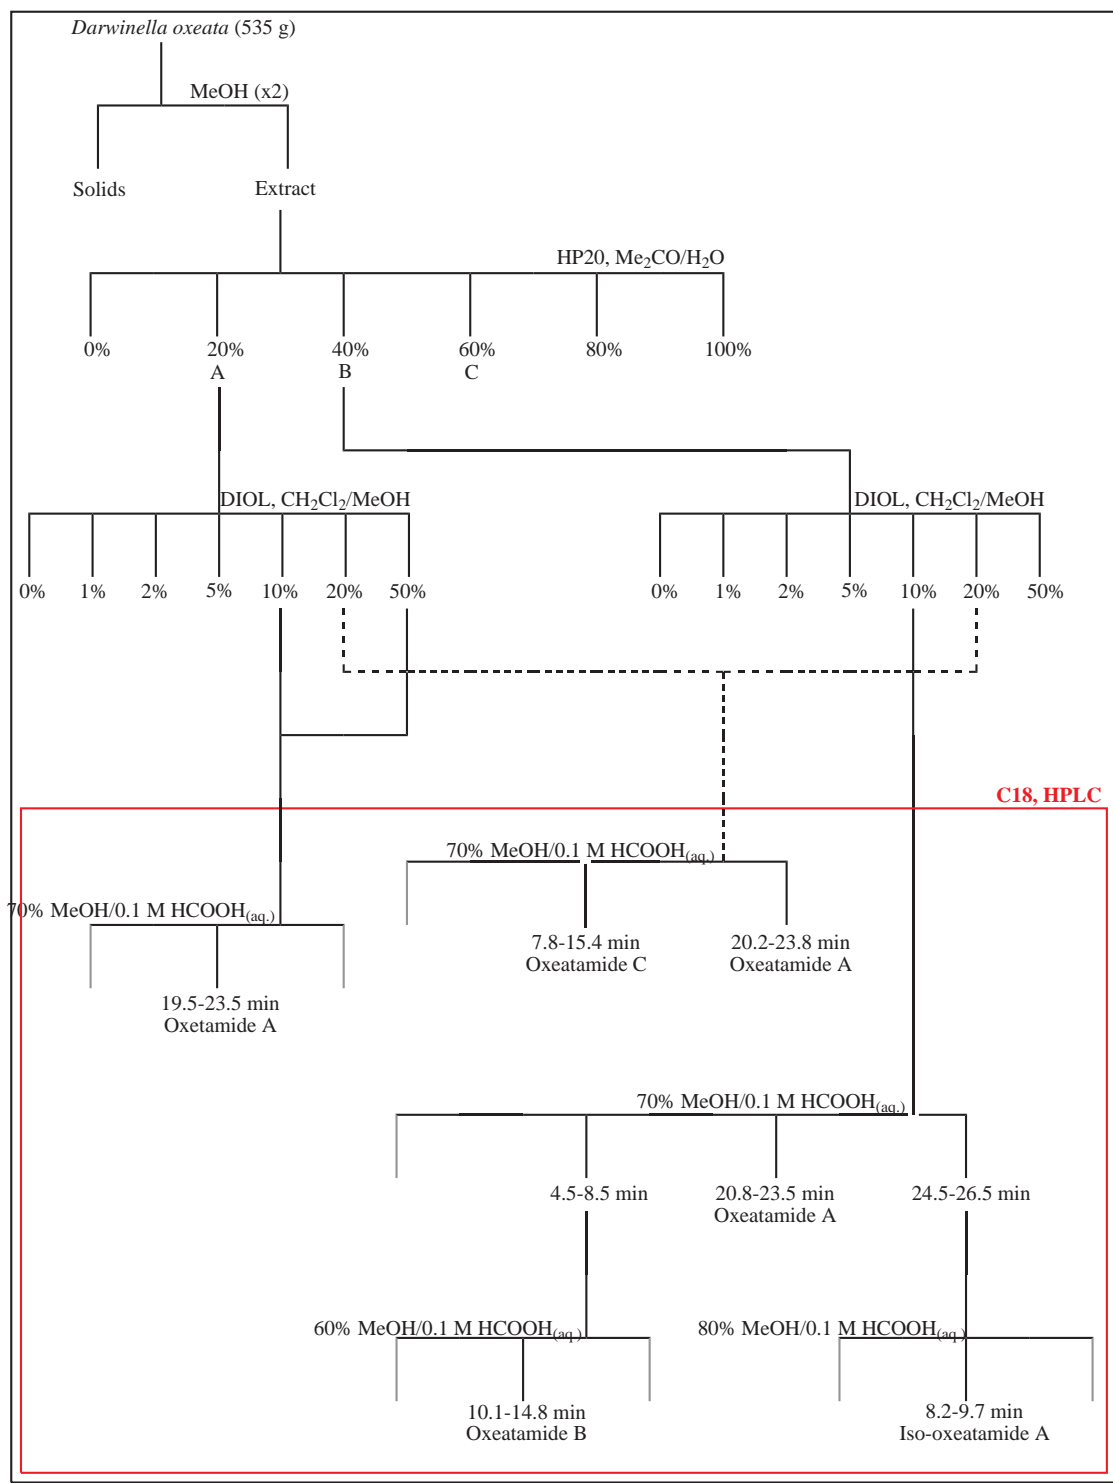 Darwinella oxeata (535 g)
MeOH (x2)
Solids Extract
HP20, Me₂CO/H₂O
0% 20% 40% 60% 80% 100%
A B C
DIOL, CH₂Cl₂/MeOH DIOL, CH₂Cl₂/MeOH
0% 1% 2% 5% 10% 20% 50% 0% 1% 2% 5% 10% 20% 50%
C18, HPLC
70% MeOH/0.1 M HCOOH(aq.)
70% MeOH/0.1 M HCOOH(aq.)
7.8-15.4 min 20.2-23.8 min
Oxeatamide C Oxeatamide A
19.5-23.5 min
Oxetamide A
70% MeOH/0.1 M HCOOH(aq.)
4.5-8.5 min 20.8-23.5 min 24.5-26.5 min
Oxeatamide A
60% MeOH/0.1 M HCOOH(aq.) 80% MeOH/0.1 M HCOOH(aq.)
10.1-14.8 min 8.2-9.7 min
Oxeatamide B Iso-oxeatamide A